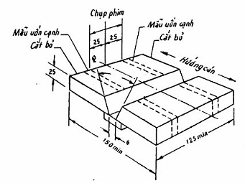 Chụp phim
Mẫu uốn cạnh
Cắt bỏ
25 25
Mẫu uốn cạnh
Cắt bỏ
Hướng cán
25
6
150 min
125 min